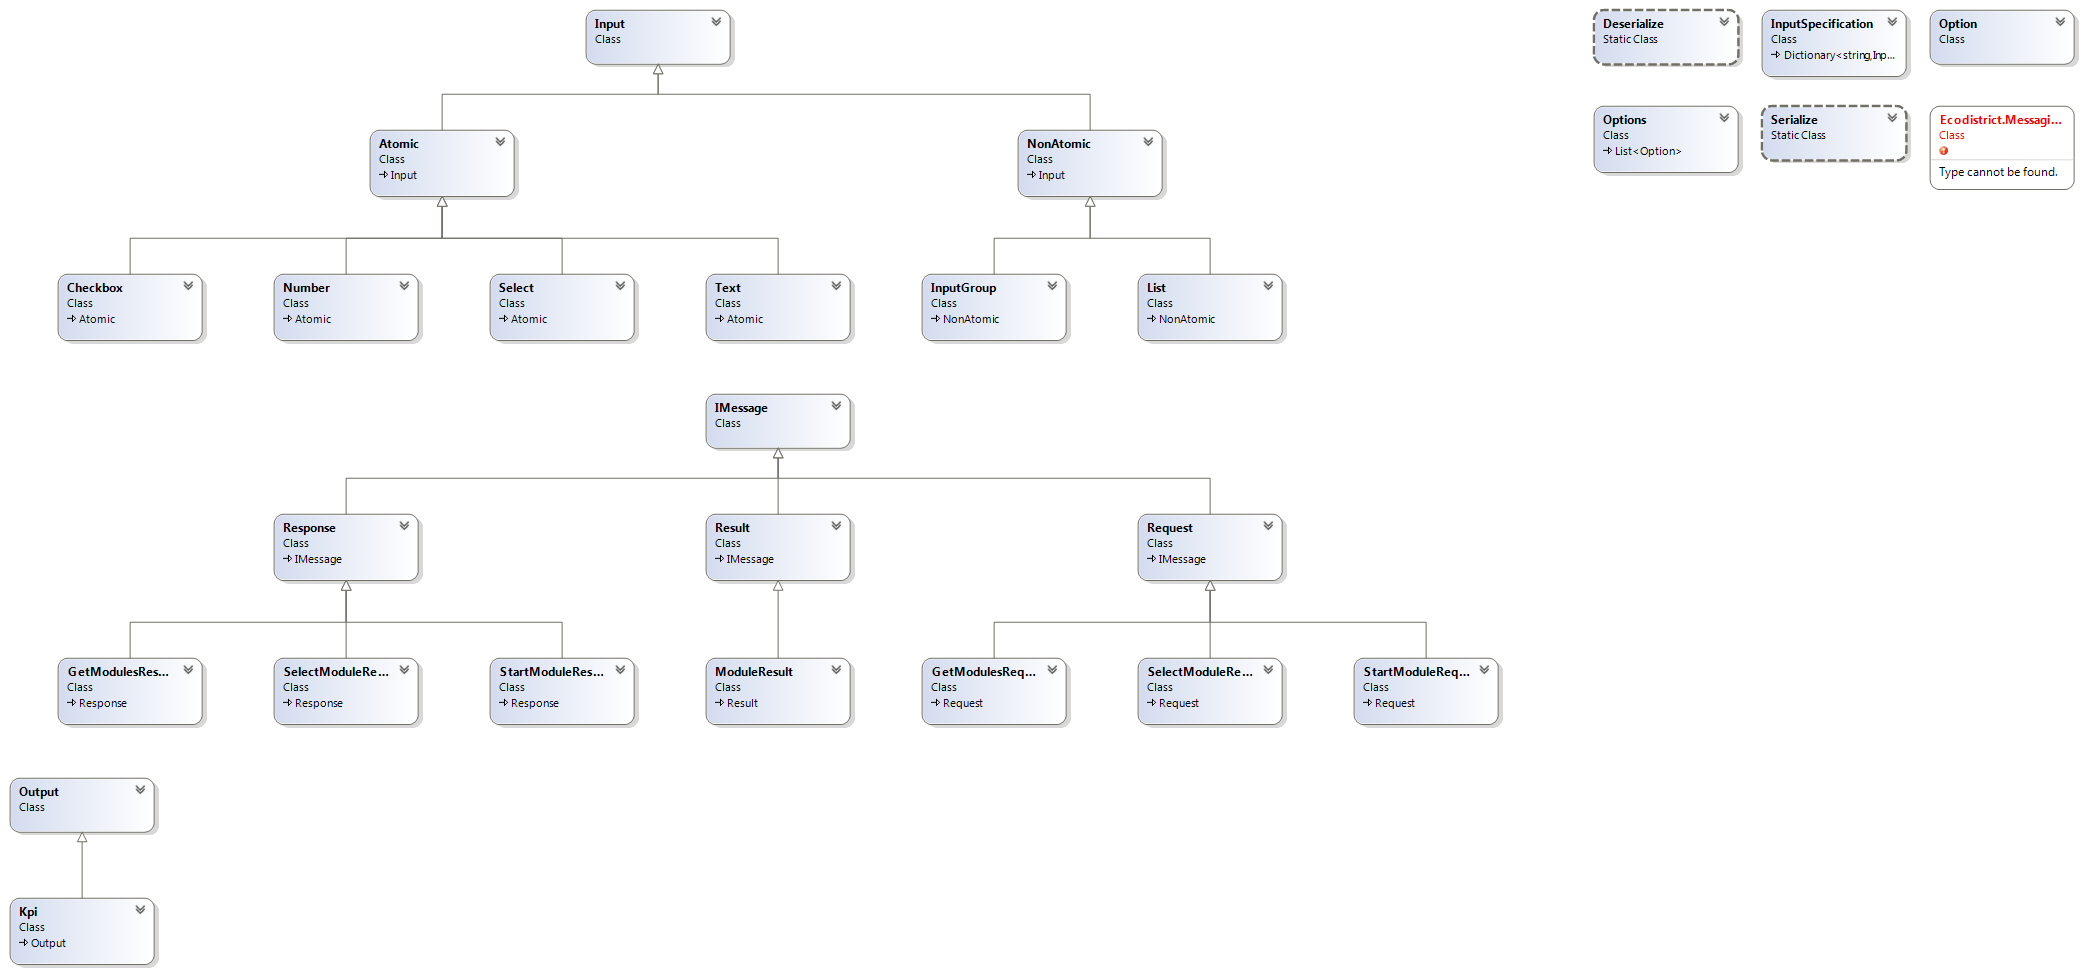 Input
Class
Deserialize
Static Class
InputSpecification
Class
Dictionary<string,Inp...
Option
Class
Options
Class
List<Option>
Serialize
Static Class
Ecodistrict.Messagi...
Class
Type cannot be found.
Atomic
Class
Input
NonAtomic
Class
Input
Checkbox
Class
Atomic
Number
Class
Atomic
Select
Class
Atomic
Text
Class
Atomic
InputGroup
Class
NonAtomic
List
Class
NonAtomic
IMessage
Class
Response
Class
IMessage
Result
Class
IMessage
Request
Class
IMessage
GetModulesRes...
Class
Response
SelectModuleRe...
Class
Response
StartModuleRes...
Class
Response
ModuleResult
Class
Result
GetModulesReq...
Class
Request
SelectModuleRe...
Class
Request
StartModuleReq...
Class
Request
Output
Class
Kpi
Class
Output